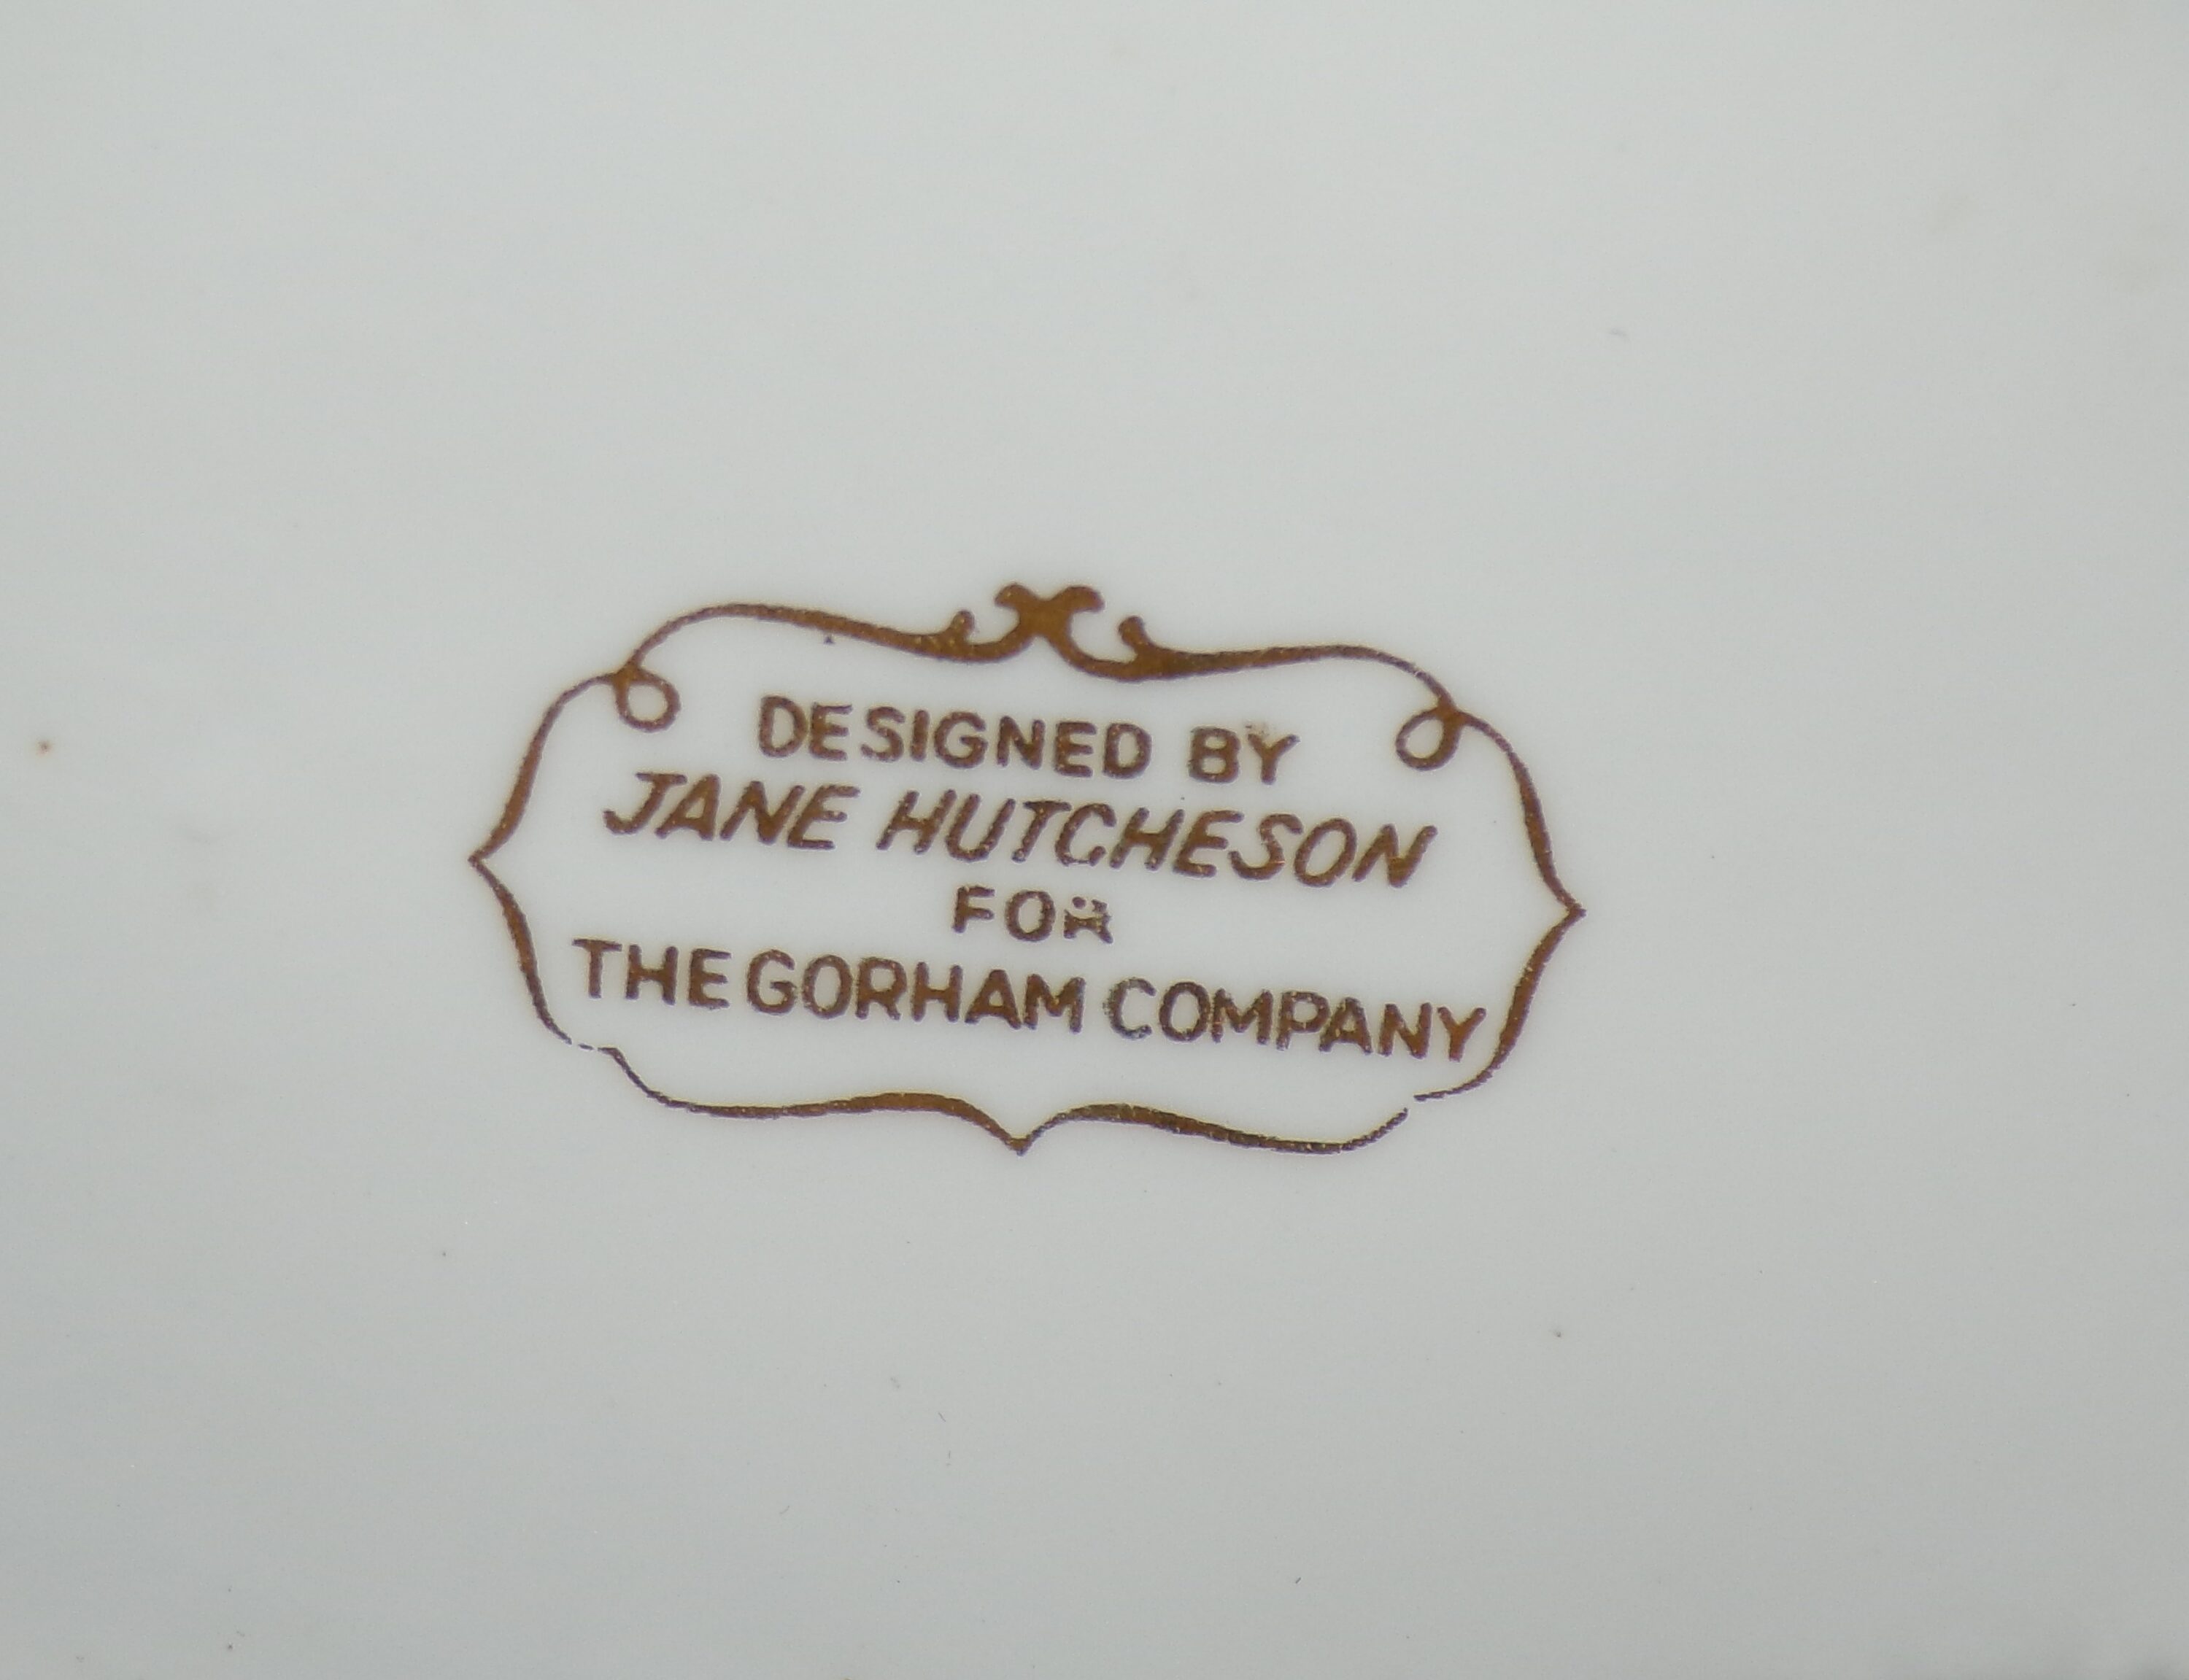 DESIGNED BY
JANE HUTCHESON
FOR
THE GORHAM COMPANY